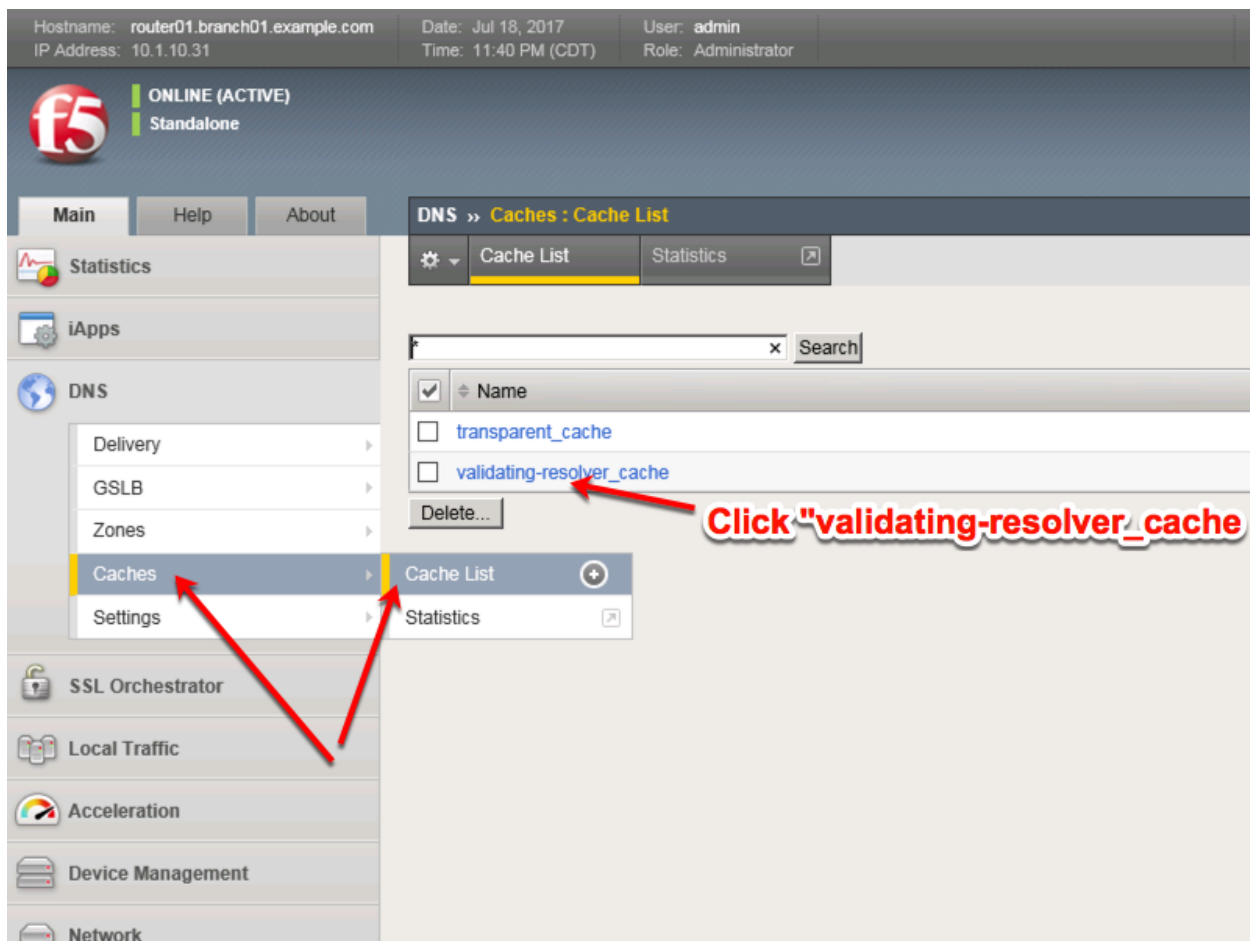 Hostname: router01.branch01.example.com Date: Jul 18, 2017 User: admin
IP Address: 10.1.10.31 Time: 11:40 PM (CDT) Role: Administrator
f5
ONLINE (ACTIVE)
Standalone
Main Help About
DNS » Caches : Cache List
Cache List Statistics
Statistics
iApps
* × Search
DNS
Name
Delivery
transparent_cache
GSLB
validating-resolver_cache
Zones
Delete...
Click "validating-resolver_cache
Caches
Cache List
Settings
Statistics
SSL Orchestrator
Local Traffic
Acceleration
Device Management
Network